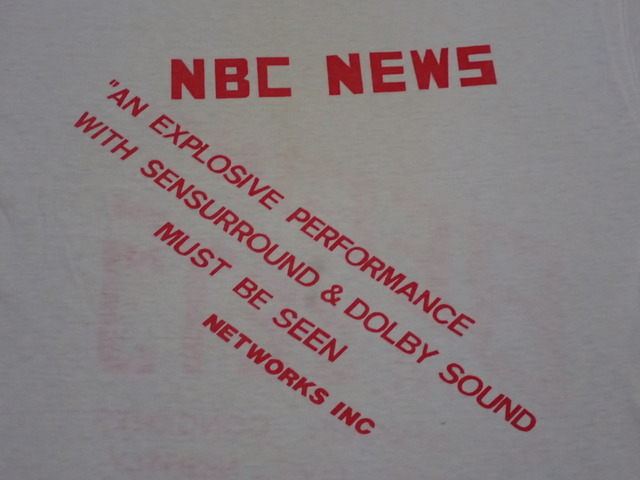 NBC NEWS
"AN EXPLOSIVE PERFORMANCE
WITH SENSURROUND & DOLBY SOUND
MUST BE SEEN
NETWORKS INC